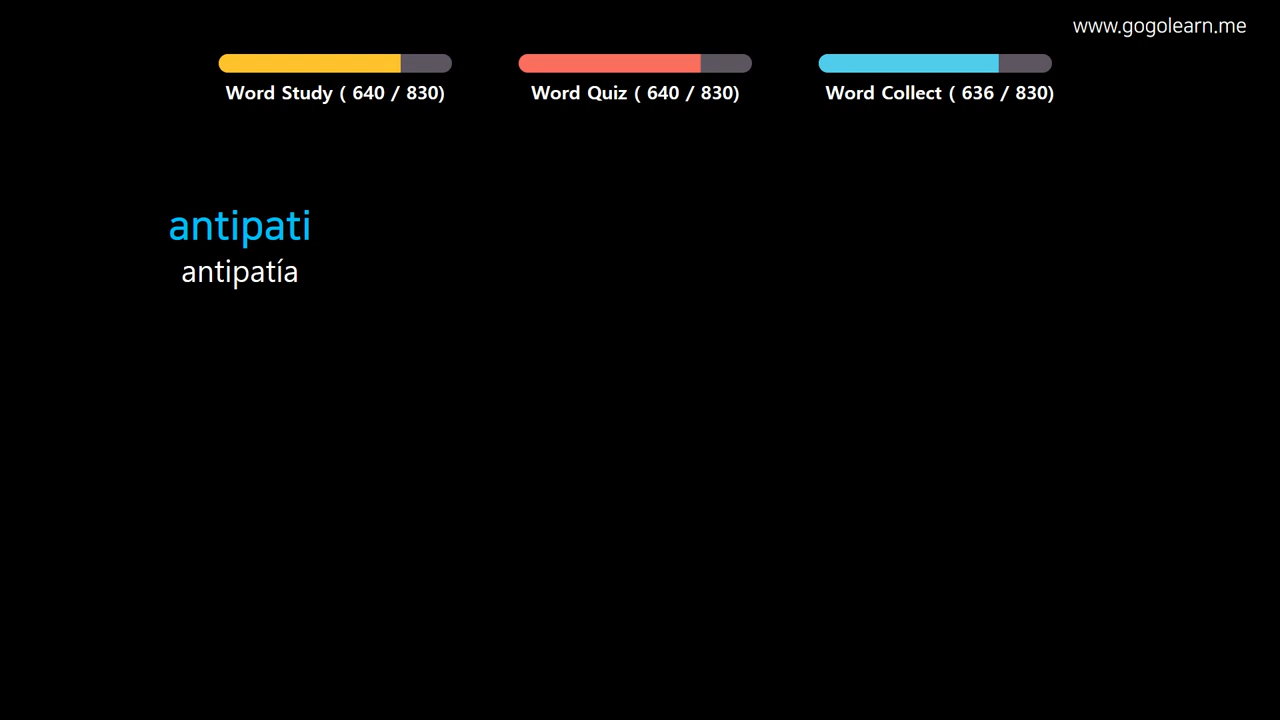 www.gogolearn.me
Word Study ( 640 / 830)
Word Quiz ( 640 / 830)
Word Collect ( 636 / 830)
antipati
antipatía